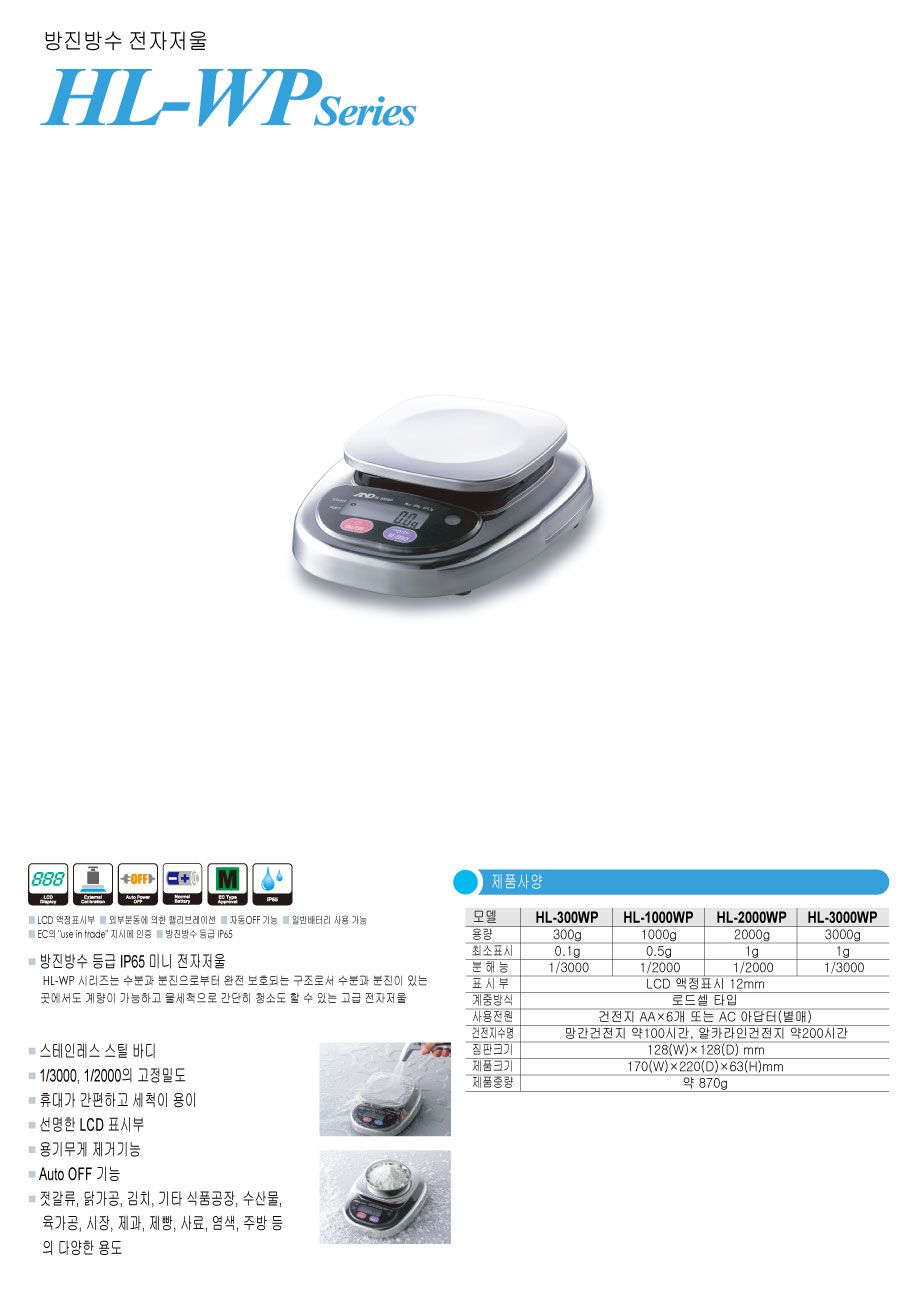 방진방수 전자저울
HL-WP Series
AND
ON/OFF
RE-ZERO
0.0g
888 OFF M
LCD Display External Calibration Auto Power OFF Normal Battery EC Type Approval IP65
■ LCD 액정표시부 ■ 외부분동에 의한 캘리브레이션 ■ 자동OFF 기능 ■ 일반배터리 사용 가능
■ EC의 "use in trade" 지시에 인증 ■ 방진방수 등급 IP65
■ 방진방수 등급 IP65 미니 전자저울
HL-WP 시리즈는 수분과 분진으로부터 완전 보호되는 구조로서 수분과 분진이 있는
곳에서도 계량이 가능하고 물세척으로 간단히 청소도 할 수 있는 고급 전자저울
■ 스테인레스 스틸 바디
■ 1/3000, 1/2000의 고정밀도
■ 휴대가 간편하고 세척이 용이
■ 선명한 LCD 표시부
■ 용기무게 제거기능
■ Auto OFF 기능
■ 젓갈류, 닭가공, 김치, 기타 식품공장, 수산물,
육가공, 시장, 제과, 제빵, 사료, 염색, 주방 등
의 다양한 용도
제품사양
모델 HL-300WP HL-1000WP HL-2000WP HL-3000WP
용량 300g 1000g 2000g 3000g
최소표시 0.1g 0.5g 1g 1g
분 해 능 1/3000 1/2000 1/2000 1/3000
표 시 부 LCD 액정표시 12mm
계중방식 로드셀 타입
사용전원 건전지 AA×6개 또는 AC 아답터(별매)
건전지수명 망간건전지 약100시간, 알카라인건전지 약200시간
짐판크기 128(W)×128(D) mm
제품크기 170(W)×220(D)×63(H)mm
제품중량 약 870g